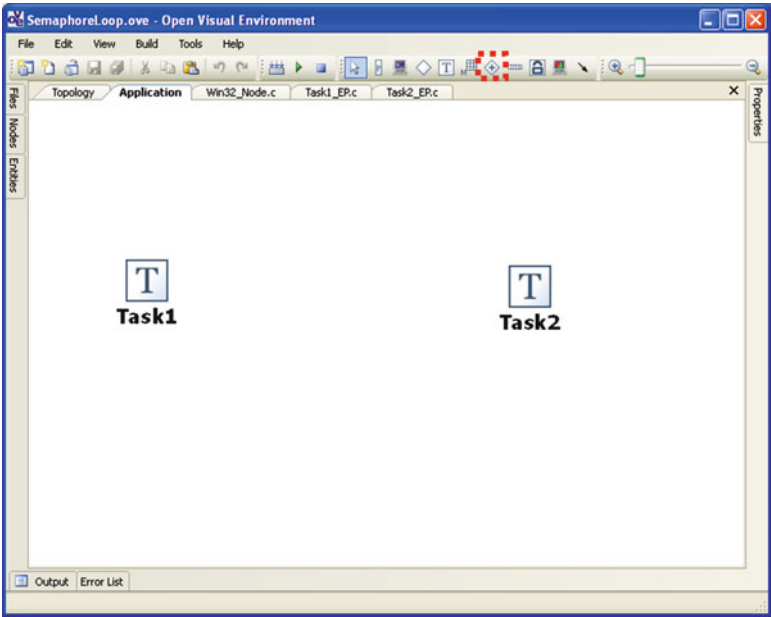 SemaphoreLoop.ove - Open Visual Environment
File Edit View Build Tools Help
Topology Application Win32_Node.c Task1_EP.c Task2_EP.c
Files
Nodes
Entities
Properties
T
Task1
T
Task2
Output Error List